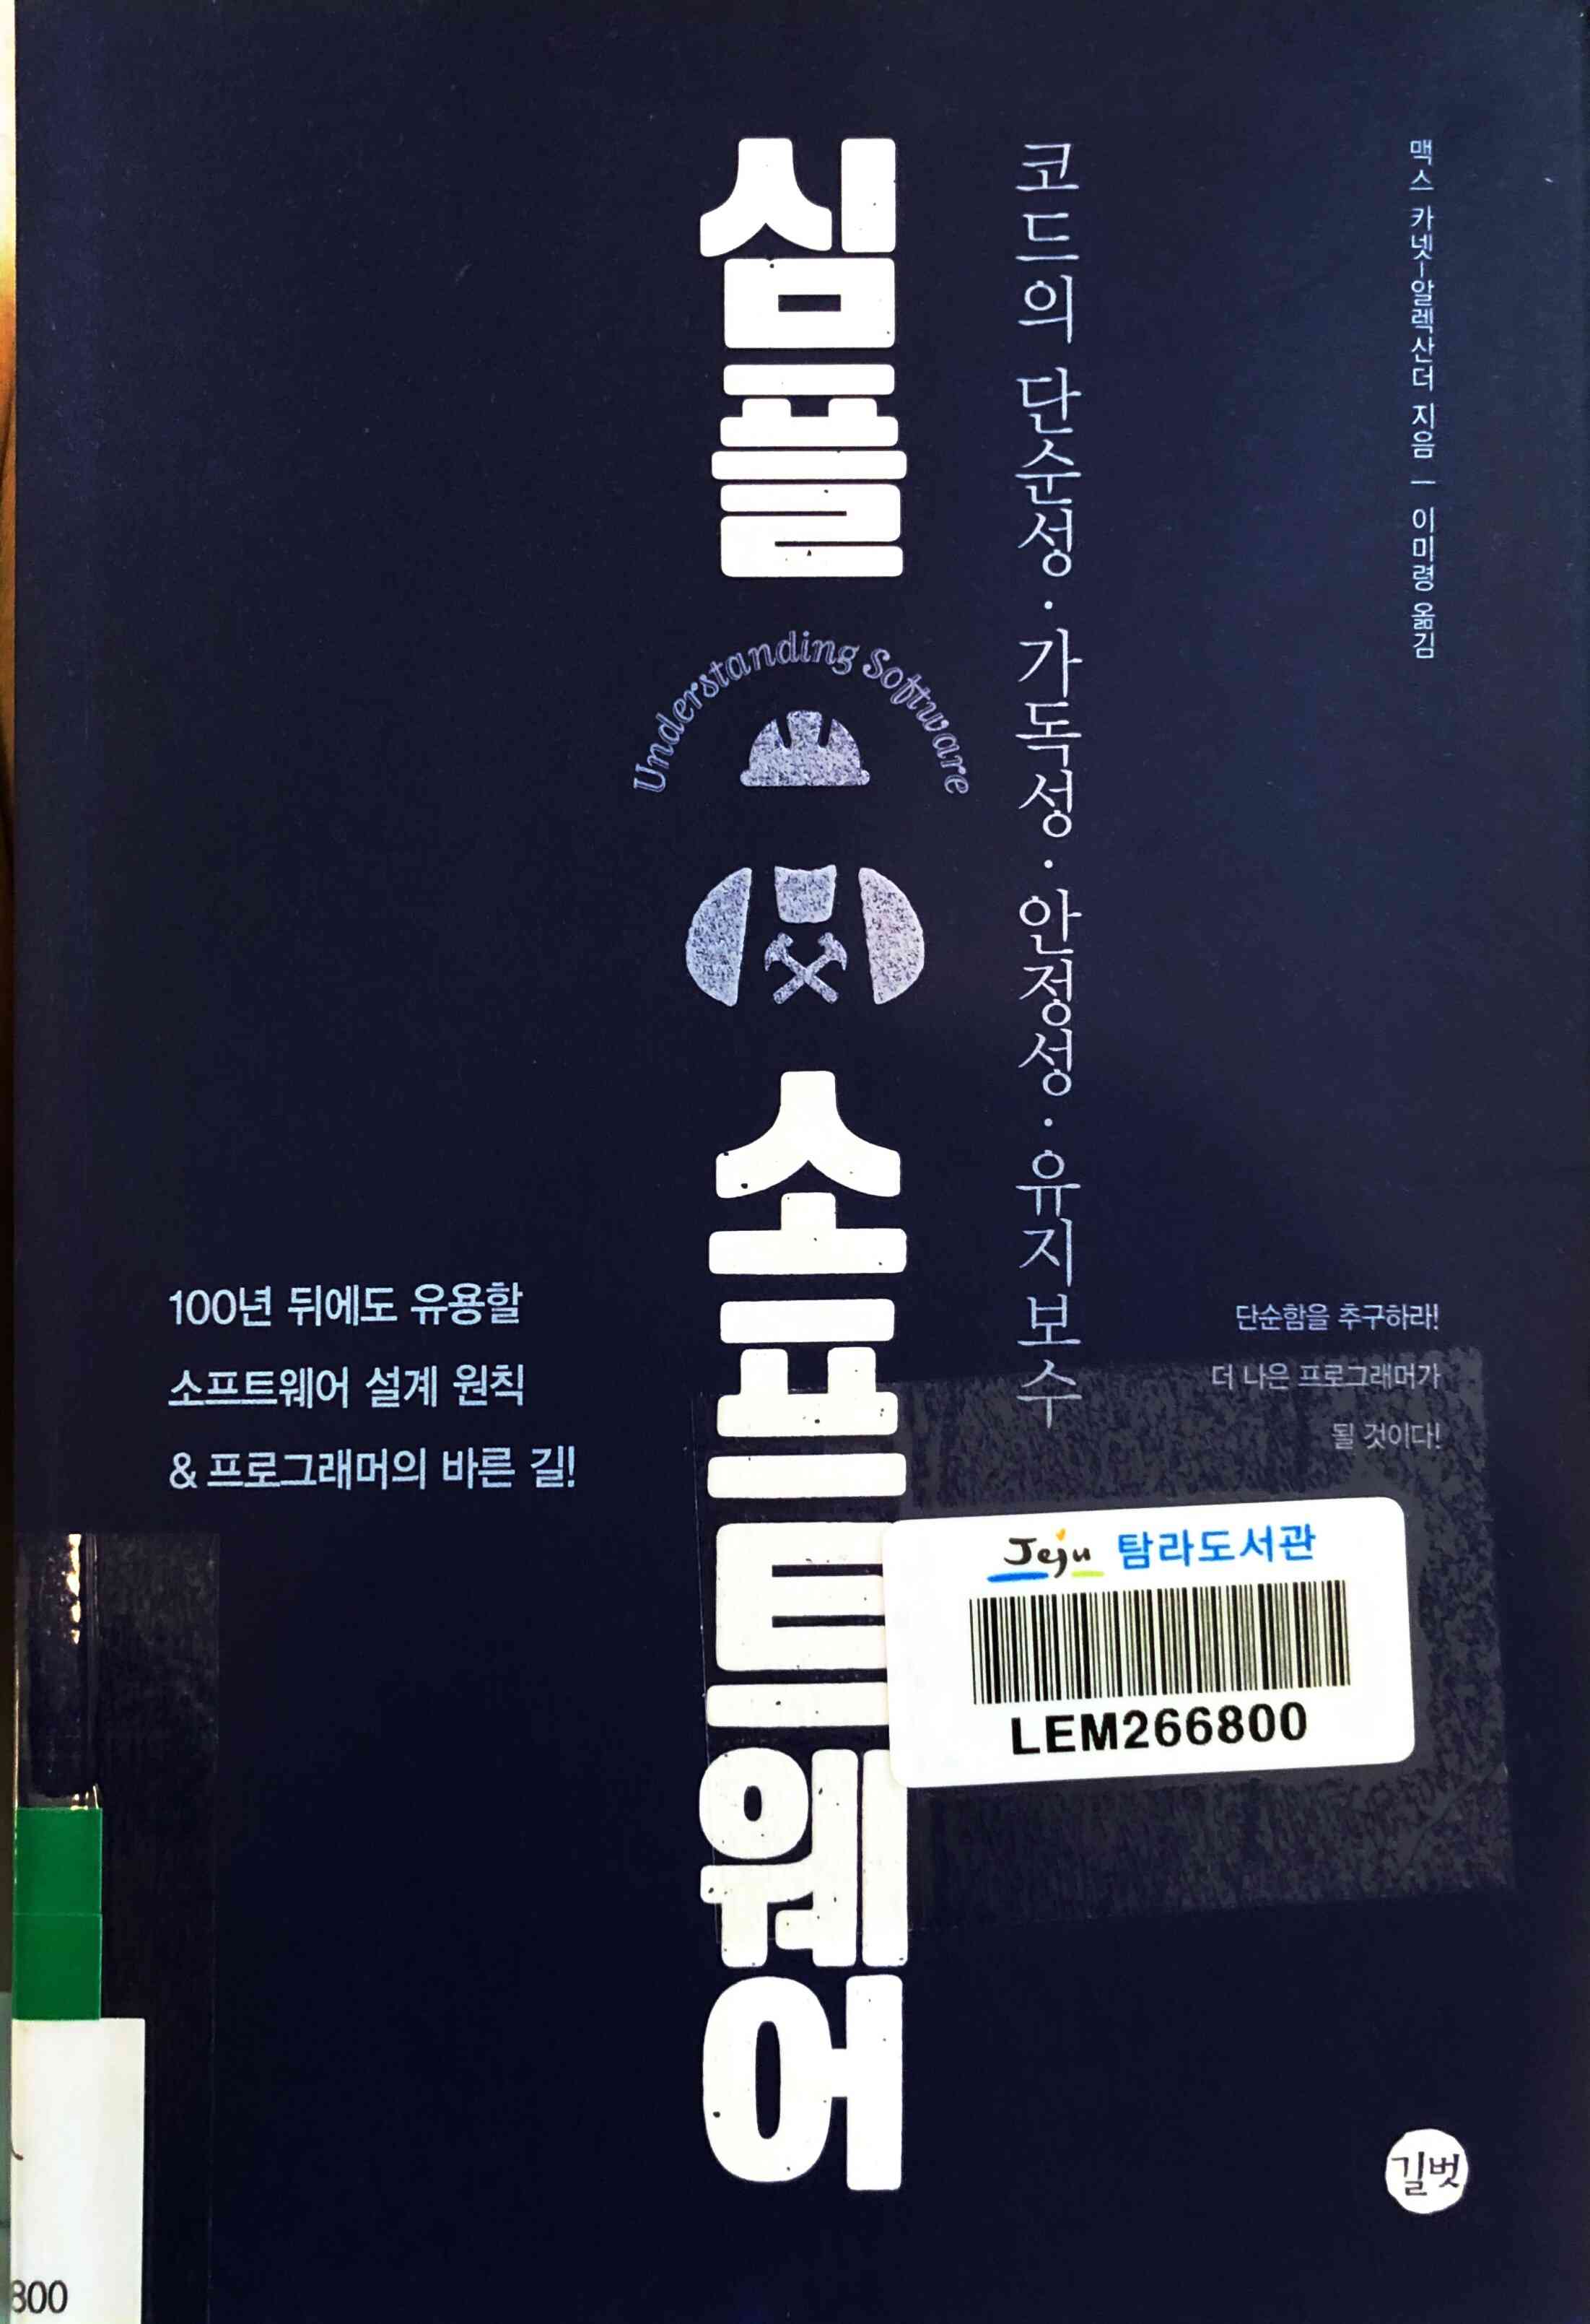 심플
Understanding Software
소프트웨어
코드의 단순성 · 가독성 · 안정성 · 유지보수
맥스 카넷-알렉산더 지음 ㅡ 이미령 옮김
100년 뒤에도 유용할
소프트웨어 설계 원칙
& 프로그래머의 바른 길!
단순함을 추구하라!
더 나은 프로그래머가
될 것이다!
Jeju 탐라도서관
LEM266800
길벗
800